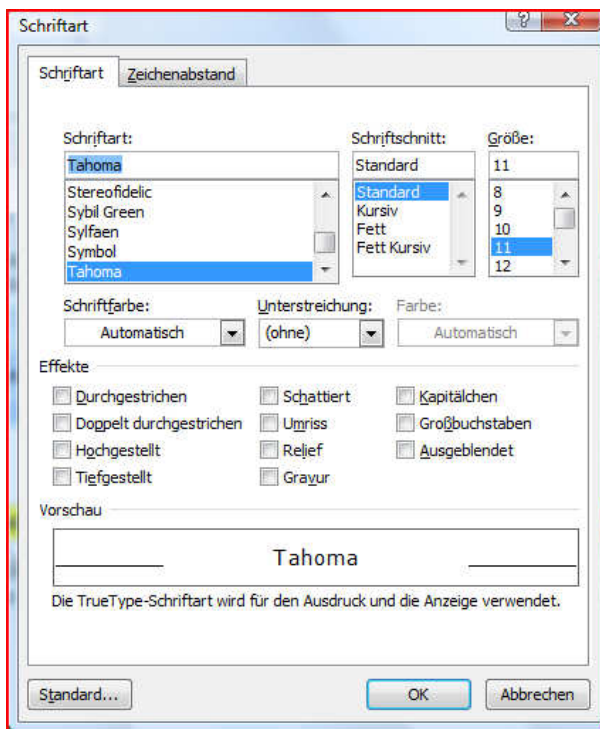 Schriftart
Schriftart Zeichenabstand
Schriftart: Schriftschnitt: Größe:
Tahoma Standard 11
Stereofidelic Standard 8
Sybil Green Kursiv 9
Sylfaen Fett 10
Symbol Fett Kursiv 11
Tahoma 12
Schriftfarbe: Unterstreichung: Farbe:
Automatisch (ohne) Automatisch
Effekte
Durchgestrichen Schattiert Kapitälchen
Doppelt durchgestrichen Umriss Großbuchstaben
Hochgestellt Relief Ausgeblendet
Tiefgestellt Gravur
Vorschau
Tahoma
Die TrueType-Schriftart wird für den Ausdruck und die Anzeige verwendet.
Standard... OK Abbrechen